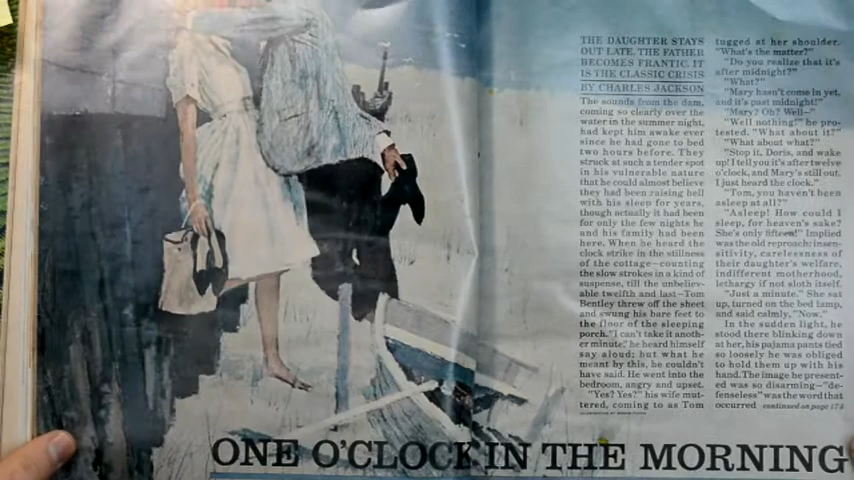 THE DAUGHTER STAYS
OUT LATE. THE FATHER
BECOMES FRANTIC. IT
IS THE CLASSIC CRISIS
BY CHARLES JACKSON
The sounds from the dam,
coming so clearly over the
water in the summer night,
had kept him awake ever
since he had gone to bed
two hours before. They
struck at such a tender spot
in his vulnerable nature
that he could almost believe
they had been raising hell
with his sleep for years,
though actually it had been
for only the few nights he
and his family had been
here. When he heard the
clock strike in the stillness
of the cottage—counting
the slow strokes in a kind of
suspense, till the unbeliev-
able twelfth and last—Tom
Bentley threw off the sheet
and swung his bare feet to
the floor of the sleeping
porch. "I can't take it anoth-
er minute," he heard himself
say aloud; but what he
meant by this, he couldn't
have said. He went into the
bedroom, angry and upset.
"Yes? Yes?" his wife mut-
tered, coming to as Tom
tugged at her shoulder.
"What's the matter?"
"Do you realize that it's
after midnight?"
"What?"
"Mary hasn't come in yet,
and it's past midnight!"
"Mary? Oh? Well—"
"Well nothing!" he pro-
tested. "What about it?"
"What about what?"
"Stop it, Doris, and wake
up! I tell you it's after twelve
o'clock, and Mary's still out.
I just heard the clock."
"Tom, you haven't been
asleep at all?"
"Asleep! How could I
sleep, for heaven's sake?
She's only fifteen!" Implied
was the old reproach: insen-
sitivity, carelessness of
their daughter's welfare,
indifferent motherhood,
lethargy if not sloth itself.
"Just a minute." She sat
up, turned on the bed lamp,
and said calmly, "Now."
In the sudden light, he
stood there blinking down
at her, his pajama pants tied
so loosely he was obliged
to hold them up with his
hand. The image he present-
ed was so disarming—"de-
fenseless" was the word that
occurred continued on page 174
ONE O'CLOCK IN THE MORNING